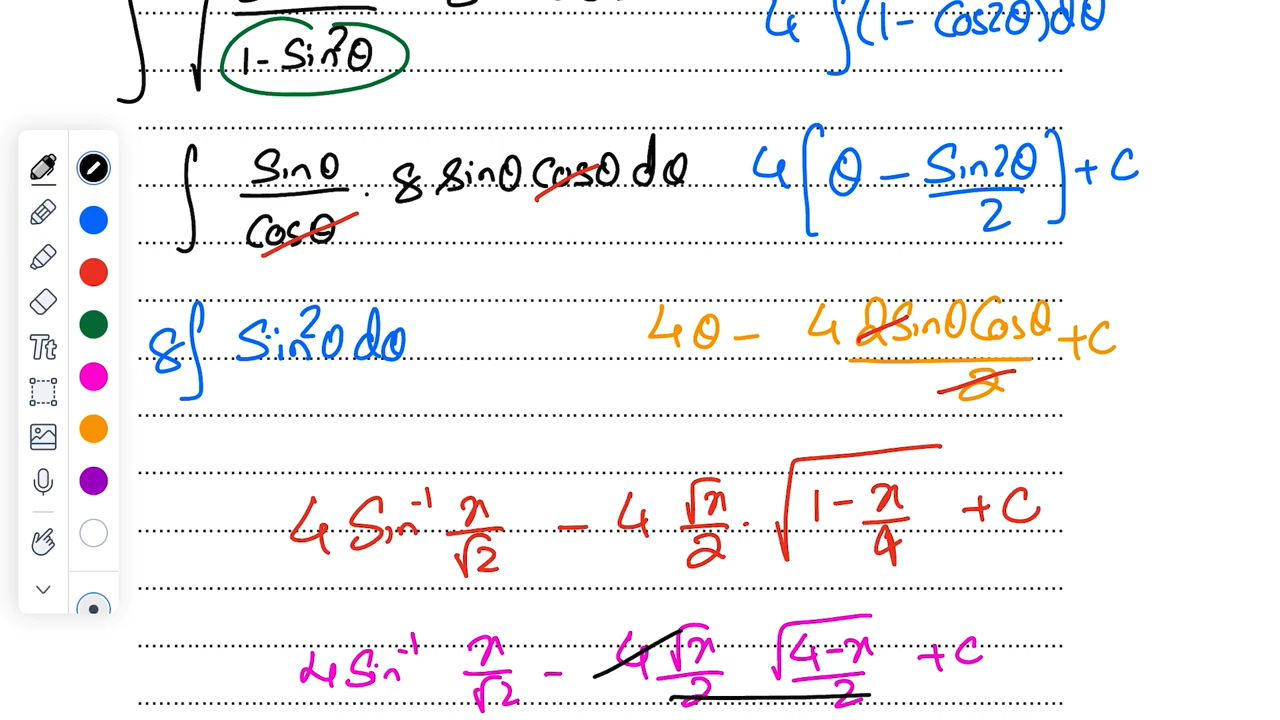 ∫ √ 1 - Sin²θ
4 ∫(1 - Cos2θ)dθ
∫ Sinθ/Cosθ · 8 Sinθ Cosθ dθ
4[θ - Sin2θ/2] + C
8∫ Sin²θ dθ
4θ - 4 2SinθCosθ/2 + C
4 Sin⁻¹ x/√2 - 4 √x/2 · √(1 - x/4) + C
4 Sin⁻¹ x/√2 - 4 √x/2 √(4-x)/2 + C
Tt